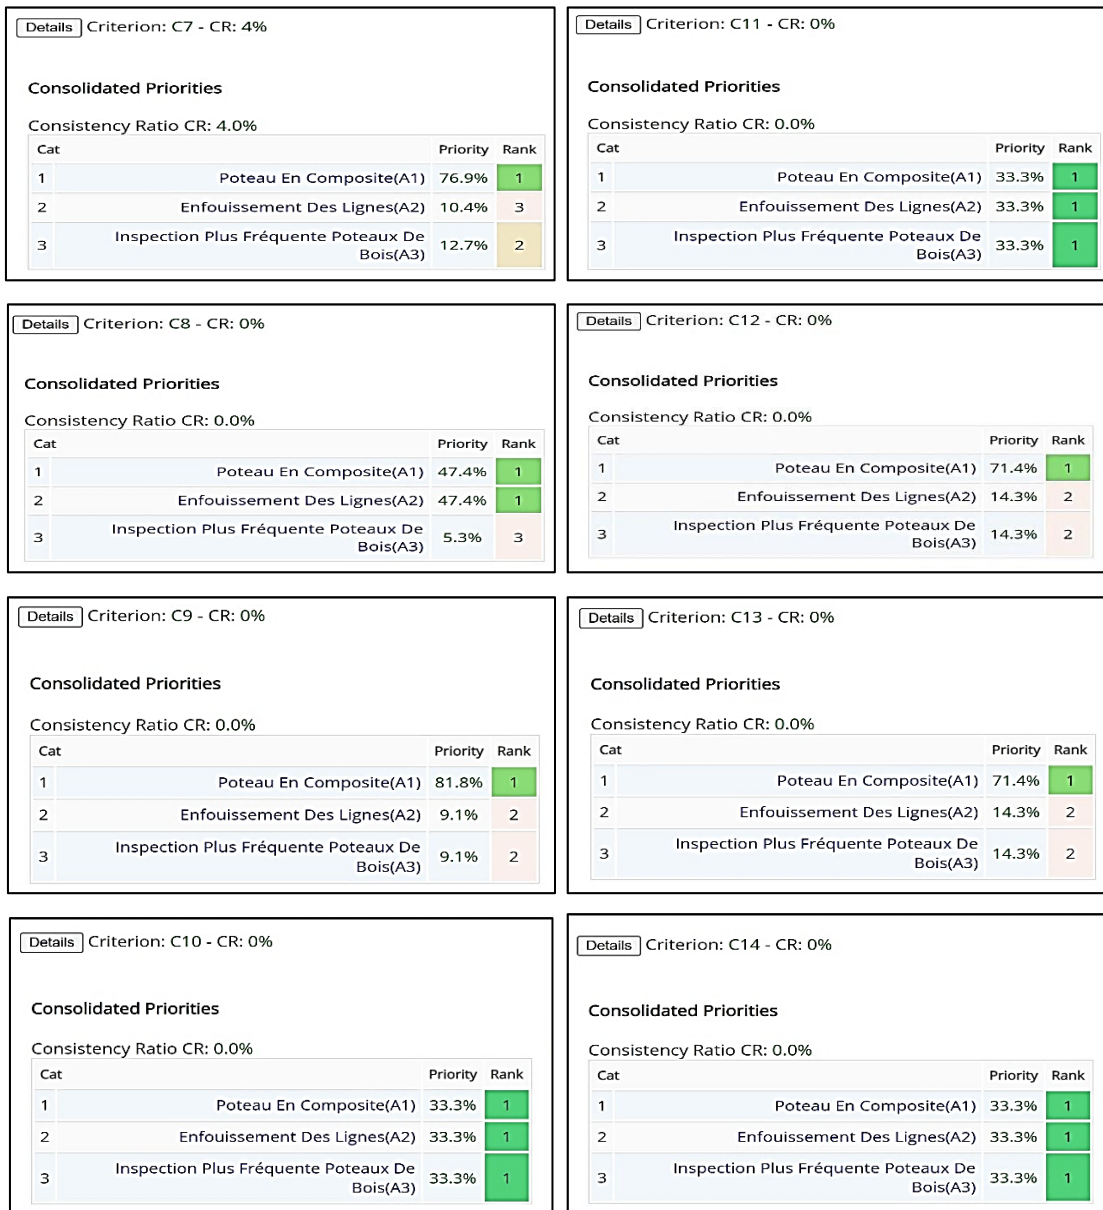 Details Criterion: C7 - CR: 4%
Consolidated Priorities
Consistency Ratio CR: 4.0%
Cat Priority Rank
1 Poteau En Composite(A1) 76.9% 1
2 Enfouissement Des Lignes(A2) 10.4% 3
Inspection Plus Fréquente Poteaux De
3 Bois(A3) 12.7% 2
Details Criterion: C11 - CR: 0%
Consolidated Priorities
Consistency Ratio CR: 0.0%
Cat Priority Rank
1 Poteau En Composite(A1) 33.3% 1
2 Enfouissement Des Lignes(A2) 33.3% 1
Inspection Plus Fréquente Poteaux De
3 Bois(A3) 33.3% 1
Details Criterion: C8 - CR: 0%
Consolidated Priorities
Consistency Ratio CR: 0.0%
Cat Priority Rank
1 Poteau En Composite(A1) 47.4% 1
2 Enfouissement Des Lignes(A2) 47.4% 1
Inspection Plus Fréquente Poteaux De
3 Bois(A3) 5.3% 3
Details Criterion: C12 - CR: 0%
Consolidated Priorities
Consistency Ratio CR: 0.0%
Cat Priority Rank
1 Poteau En Composite(A1) 71.4% 1
2 Enfouissement Des Lignes(A2) 14.3% 2
Inspection Plus Fréquente Poteaux De
3 Bois(A3) 14.3% 2
Details Criterion: C9 - CR: 0%
Consolidated Priorities
Consistency Ratio CR: 0.0%
Cat Priority Rank
1 Poteau En Composite(A1) 81.8% 1
2 Enfouissement Des Lignes(A2) 9.1% 2
Inspection Plus Fréquente Poteaux De
3 Bois(A3) 9.1% 2
Details Criterion: C13 - CR: 0%
Consolidated Priorities
Consistency Ratio CR: 0.0%
Cat Priority Rank
1 Poteau En Composite(A1) 71.4% 1
2 Enfouissement Des Lignes(A2) 14.3% 2
Inspection Plus Fréquente Poteaux De
3 Bois(A3) 14.3% 2
Details Criterion: C10 - CR: 0%
Consolidated Priorities
Consistency Ratio CR: 0.0%
Cat Priority Rank
1 Poteau En Composite(A1) 33.3% 1
2 Enfouissement Des Lignes(A2) 33.3% 1
Inspection Plus Fréquente Poteaux De
3 Bois(A3) 33.3% 1
Details Criterion: C14 - CR: 0%
Consolidated Priorities
Consistency Ratio CR: 0.0%
Cat Priority Rank
1 Poteau En Composite(A1) 33.3% 1
2 Enfouissement Des Lignes(A2) 33.3% 1
Inspection Plus Fréquente Poteaux De
3 Bois(A3) 33.3% 1